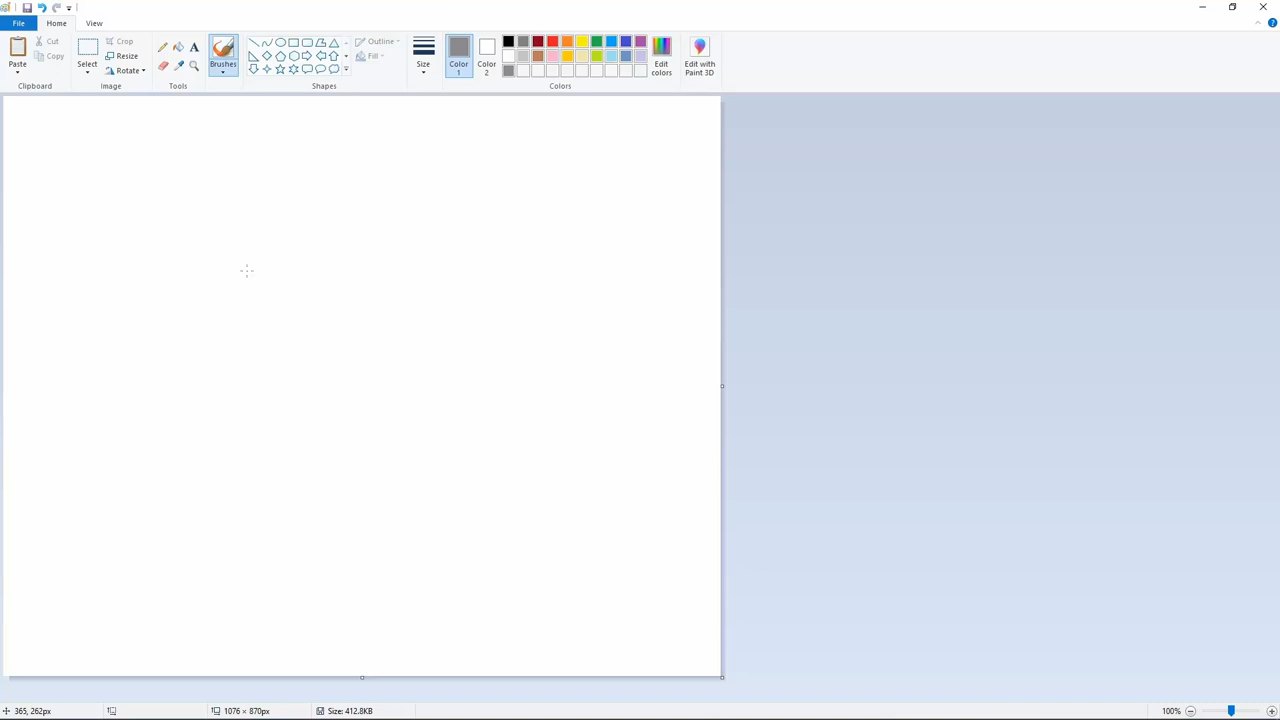 File Home View
Paste Cut Copy Select Crop Resize Rotate Brushes Outline Fill Size Color 1 Color 2 Edit colors Edit with Paint 3D
Clipboard Image Tools Shapes Colors
365, 262px 1076 × 870px Size: 412.8KB 100%